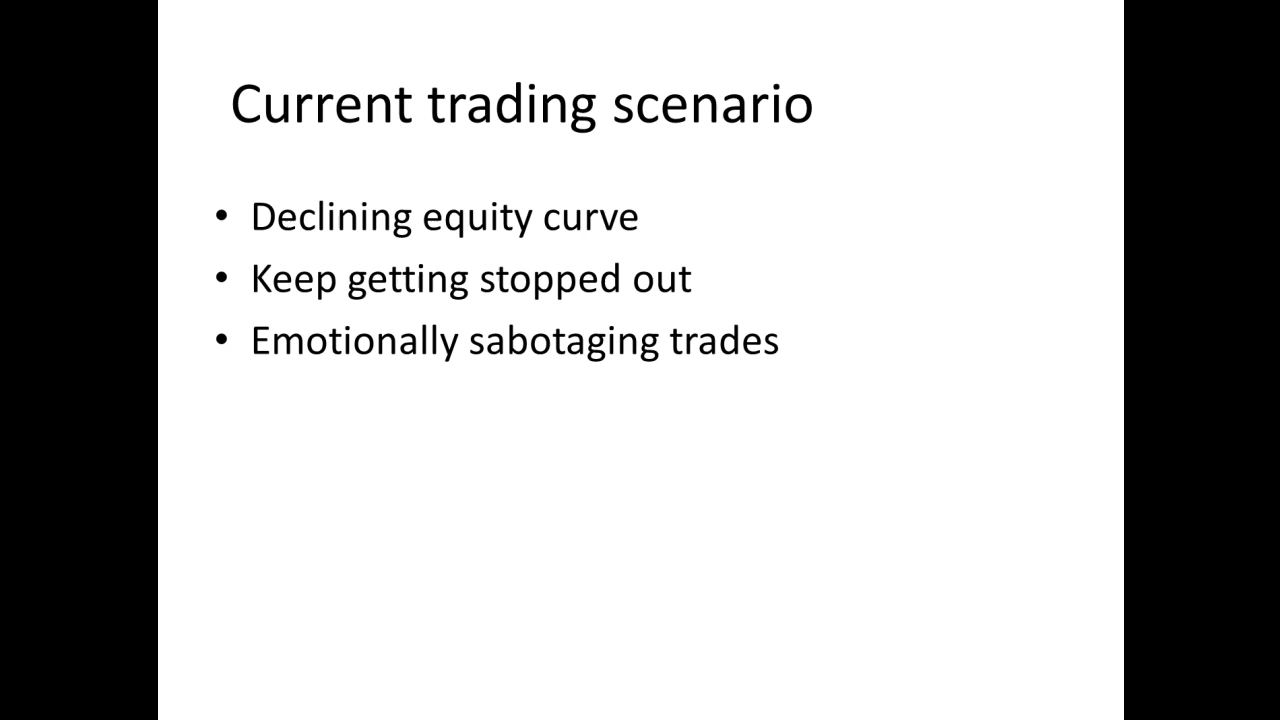 Current trading scenario
• Declining equity curve
• Keep getting stopped out
• Emotionally sabotaging trades